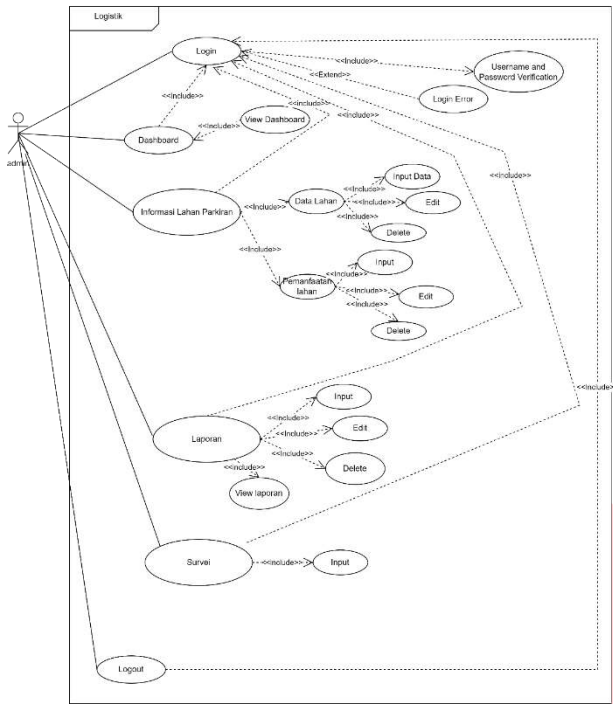 Logistik
Login
<<Include>>
Username and
Password Verification
<<Extend>>
Login Error
<<Include>>
<<Include>>
<<Include>>
View Dashboard
Dashboard
<<Include>>
admin
<<Include>>
Informasi Lahan Parkiran
<<Include>>
Data Lahan
<<Include>>
Input Data
<<Include>>
Edit
<<Include>>
Delete
<<Include>>
Pemanfaatan
lahan
<<Include>>
Input
<<Include>>
Edit
<<Include>>
Delete
<<Include>>
Laporan
<<Include>>
Input
<<Include>>
Edit
<<Include>>
Delete
<<Include>>
View laporan
Survei
<<Include>>
Input
Logout